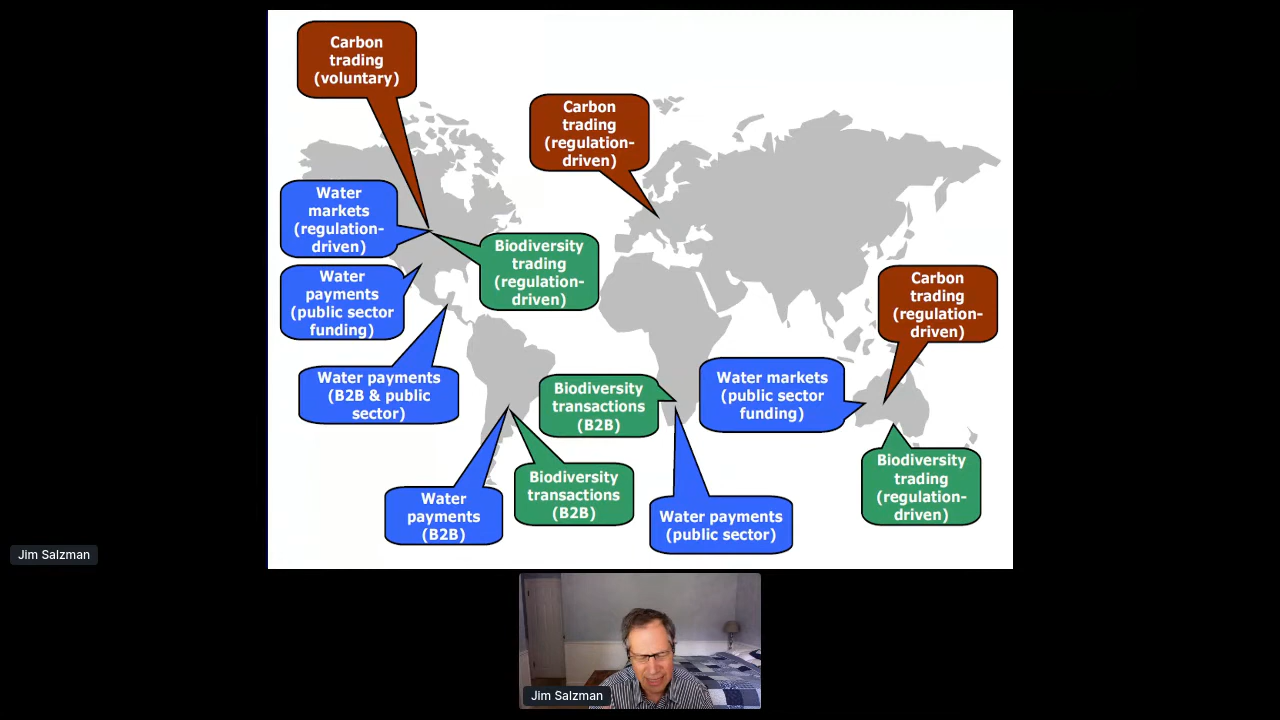 Carbon
trading
(voluntary)
Carbon
trading
(regulation-
driven)
Water
markets
(regulation-
driven)
Biodiversity
trading
(regulation-
driven)
Water
payments
(public sector
funding)
Carbon
trading
(regulation-
driven)
Water payments
(B2B & public
sector)
Biodiversity
transactions
(B2B)
Water markets
(public sector
funding)
Biodiversity
trading
(regulation-
driven)
Water
payments
(B2B)
Biodiversity
transactions
(B2B)
Water payments
(public sector)
Jim Salzman
Jim Salzman